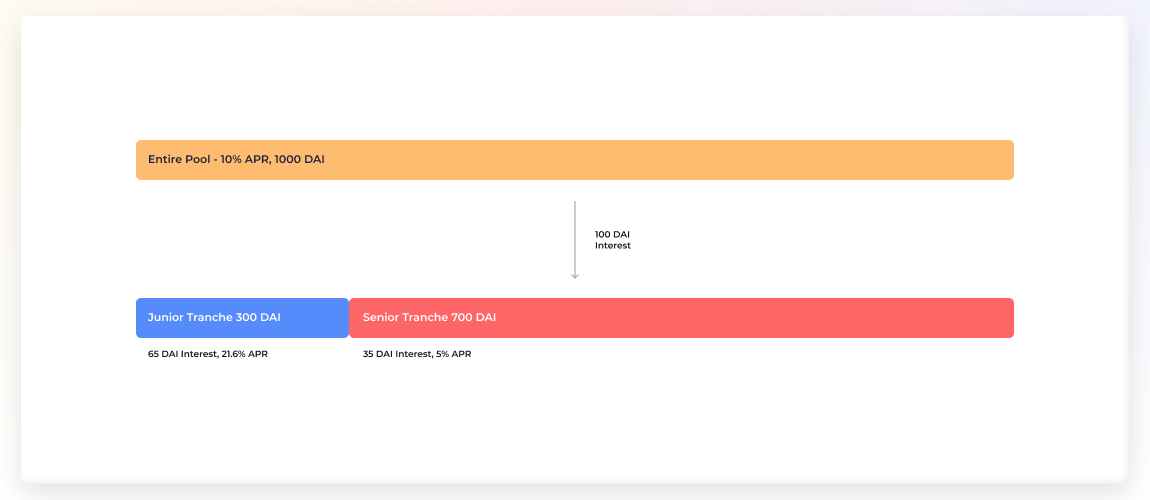 Entire Pool - 10% APR, 1000 DAI
100 DAI
Interest
Junior Tranche 300 DAI
Senior Tranche 700 DAI
65 DAI Interest, 21.6% APR
35 DAI Interest, 5% APR